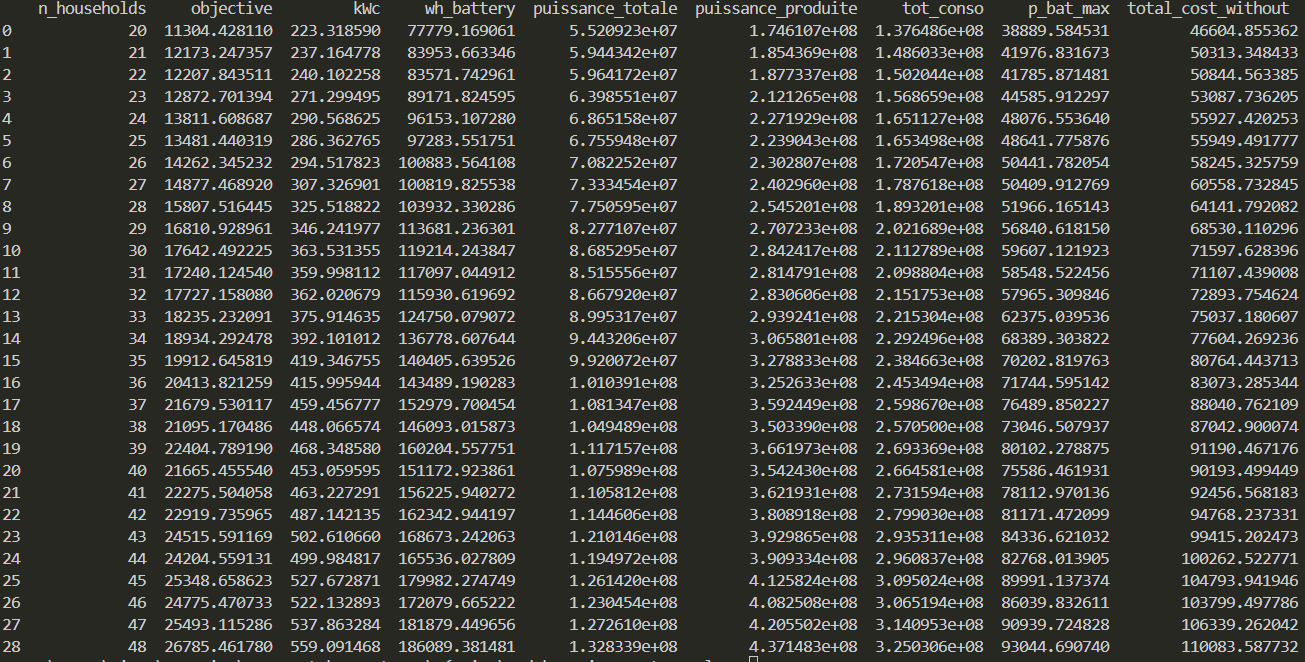 n_households objective kWc wh_battery puissance_totale puissance_produite tot_conso p_bat_max total_cost_without
0 20 11304.428110 223.318590 77779.169061 5.520923e+07 1.746107e+08 1.376486e+08 38889.584531 46604.855362
1 21 12173.247357 237.164778 83953.663346 5.944342e+07 1.854369e+08 1.486033e+08 41976.831673 50313.348433
2 22 12207.843511 240.102258 83571.742961 5.964172e+07 1.877337e+08 1.502044e+08 41785.871481 50844.563385
3 23 12872.701394 271.299495 89171.824595 6.398551e+07 2.121265e+08 1.568659e+08 44585.912297 53087.736205
4 24 13811.608687 290.568625 96153.107280 6.865158e+07 2.271929e+08 1.651127e+08 48076.553640 55927.420253
5 25 13481.440319 286.362765 97283.551751 6.755948e+07 2.239043e+08 1.653498e+08 48641.775876 55949.491777
6 26 14262.345232 294.517823 100883.564108 7.082252e+07 2.302807e+08 1.720547e+08 50441.782054 58245.325759
7 27 14877.468920 307.326901 100819.825538 7.333454e+07 2.402960e+08 1.787618e+08 50409.912769 60558.732845
8 28 15807.516445 325.518822 103932.330286 7.750595e+07 2.545201e+08 1.893201e+08 51966.165143 64141.792082
9 29 16810.928961 346.241977 113681.236301 8.277107e+07 2.707233e+08 2.021689e+08 56840.618150 68530.110296
10 30 17642.492225 363.531355 119214.243847 8.685295e+07 2.842417e+08 2.112789e+08 59607.121923 71597.628396
11 31 17240.124540 359.998112 117097.044912 8.515556e+07 2.814791e+08 2.098804e+08 58548.522456 71107.439008
12 32 17727.158080 362.020679 115930.619692 8.667920e+07 2.830606e+08 2.151753e+08 57965.309846 72893.754624
13 33 18235.232091 375.914635 124750.079072 8.995317e+07 2.939241e+08 2.215304e+08 62375.039536 75037.180607
14 34 18934.292478 392.101012 136778.607644 9.443206e+07 3.065801e+08 2.292496e+08 68389.303822 77604.269236
15 35 19912.645819 419.346755 140405.639526 9.920072e+07 3.278833e+08 2.384663e+08 70202.819763 80764.443713
16 36 20413.821259 415.995944 143489.190283 1.010391e+08 3.252633e+08 2.453494e+08 71744.595142 83073.285344
17 37 21679.530117 459.456777 152979.700454 1.081347e+08 3.592449e+08 2.598670e+08 76489.850227 88040.762109
18 38 21095.170486 448.066574 146093.015873 1.049489e+08 3.503390e+08 2.570500e+08 73046.507937 87042.900074
19 39 22404.789190 468.348580 160204.557751 1.117157e+08 3.661973e+08 2.693369e+08 80102.278875 91190.467176
20 40 21665.455540 453.059595 151172.923861 1.075989e+08 3.542430e+08 2.664581e+08 75586.461931 90193.499449
21 41 22275.504058 463.227291 156225.940272 1.105812e+08 3.621931e+08 2.731594e+08 78112.970136 92456.568183
22 42 22919.735965 487.142135 162342.944197 1.144606e+08 3.808918e+08 2.799030e+08 81171.472099 94768.237331
23 43 24515.591169 502.610660 168673.242063 1.210146e+08 3.929865e+08 2.935311e+08 84336.621032 99415.202473
24 44 24204.559131 499.984817 165536.027809 1.194972e+08 3.909334e+08 2.960837e+08 82768.013905 100262.522771
25 45 25348.658623 527.672871 179982.274749 1.261420e+08 4.125824e+08 3.095024e+08 89991.137374 104793.941946
26 46 24775.470733 522.132893 172079.665222 1.230454e+08 4.082508e+08 3.065194e+08 86039.832611 103799.497786
27 47 25493.115286 537.863284 181879.449656 1.272610e+08 4.205502e+08 3.140953e+08 90939.724828 106339.262042
28 48 26785.461780 559.091468 186089.381481 1.328339e+08 4.371483e+08 3.250306e+08 93044.690740 110083.587732